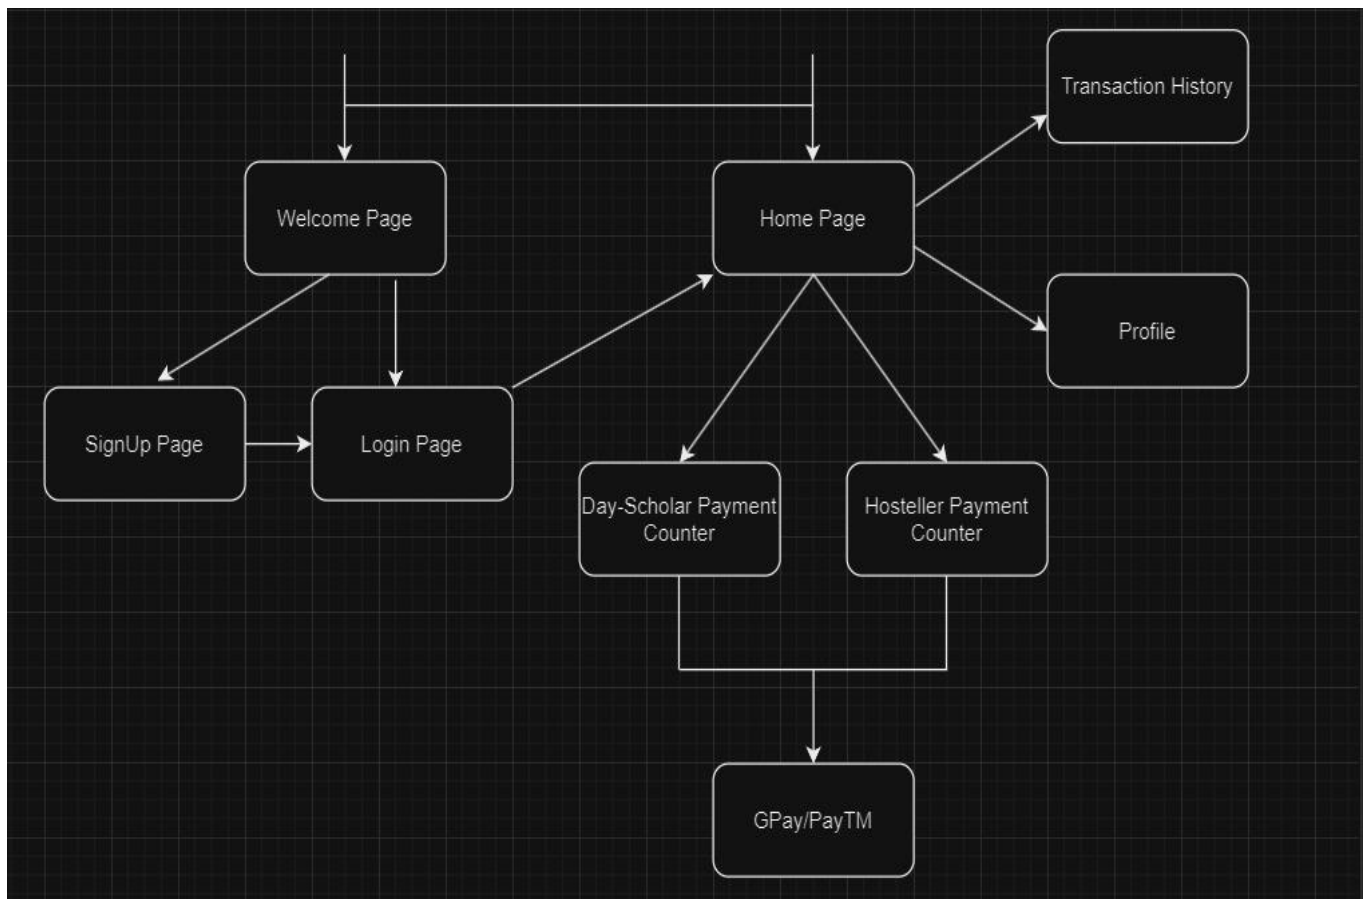 Transaction History
Welcome Page
Home Page
Profile
SignUp Page
Login Page
Day-Scholar Payment
Counter
Hosteller Payment
Counter
GPay/PayTM